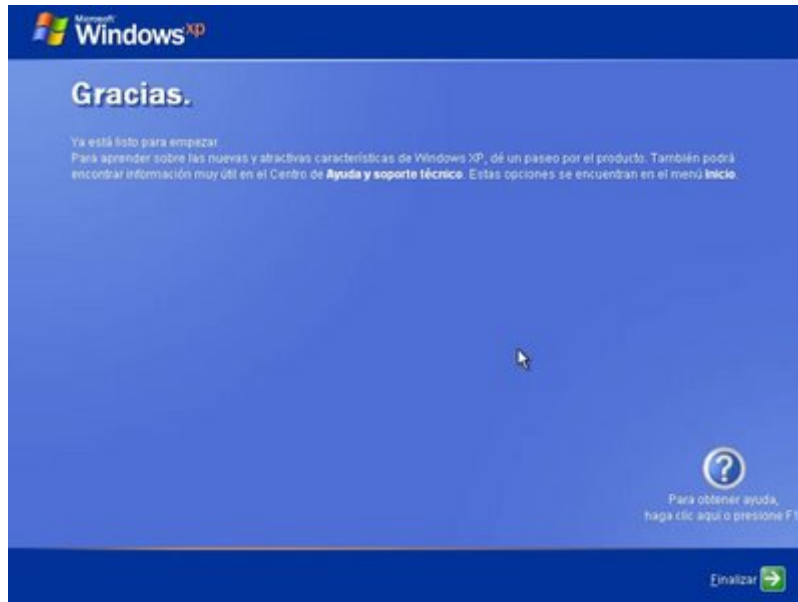 Microsoft
Windows xp
Gracias.
Ya está listo para empezar.
Para aprender sobre las nuevas y atractivas características de Windows XP, dé un paseo por el producto. También podrá
encontrar información muy útil en el Centro de Ayuda y soporte técnico. Estas opciones se encuentran en el menú Inicio.
Para obtener ayuda,
haga clic aquí o presione F1
Finalizar